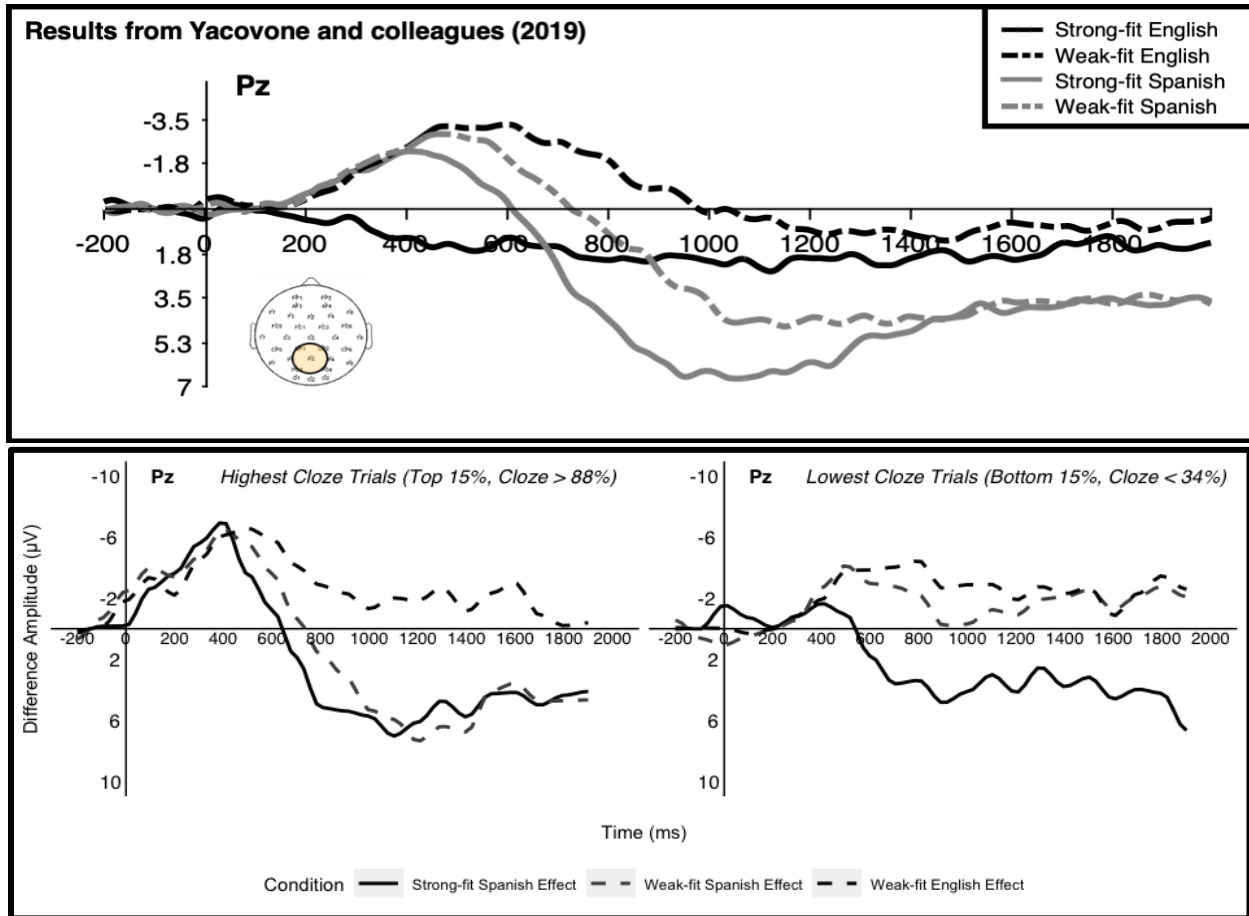 Results from Yacovone and colleagues (2019)
Strong-fit English
Weak-fit English
Strong-fit Spanish
Weak-fit Spanish
Pz
-3.5
-1.8
1.8
3.5
5.3
7
-200 0 200 400 600 800 1000 1200 1400 1600 1800
Pz Highest Cloze Trials (Top 15%, Cloze > 88%)
-10
-6
-2
2
6
10
-200 0 200 400 600 800 1000 1200 1400 1600 1800 2000
Pz Lowest Cloze Trials (Bottom 15%, Cloze < 34%)
-10
-6
-2
2
6
10
-200 0 200 400 600 800 1000 1200 1400 1600 1800 2000
Difference Amplitude (μV)
Time (ms)
Condition Strong-fit Spanish Effect Weak-fit Spanish Effect Weak-fit English Effect